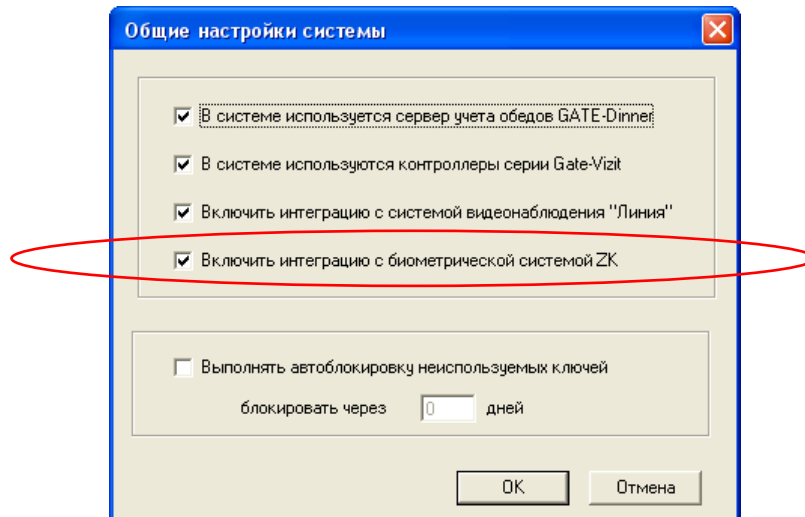 Общие настройки системы
В системе используется сервер учета обедов GATE-Dinner
В системе используются контроллеры серии Gate-Vizit
Включить интеграцию с системой видеонаблюдения "Линия"
Включить интеграцию с биометрической системой ZK
Выполнять автоблокировку неиспользуемых ключей
блокировать через 0 дней
OK Отмена